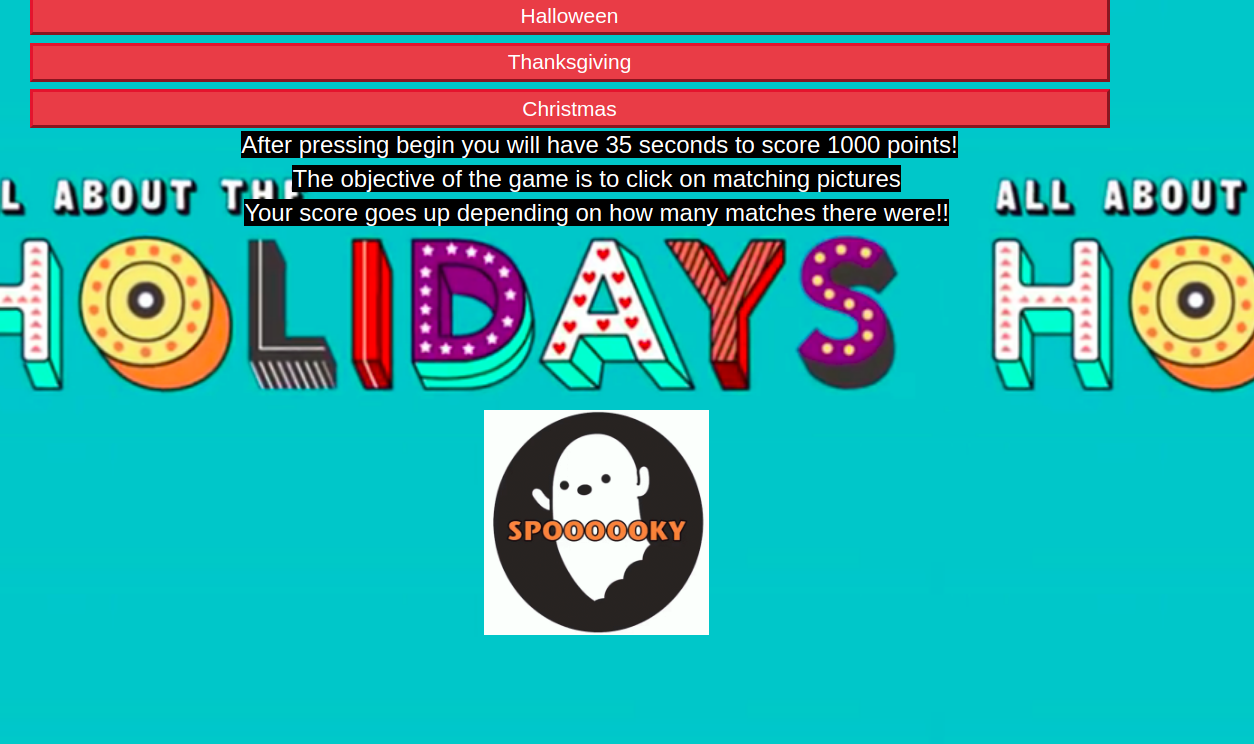 Halloween
Thanksgiving
Christmas
After pressing begin you will have 35 seconds to score 1000 points!
The objective of the game is to click on matching pictures
Your score goes up depending on how many matches there were!!
L ABOUT THE
ALL ABOUT
HOLIDAYS HO
SPOOOOOKY